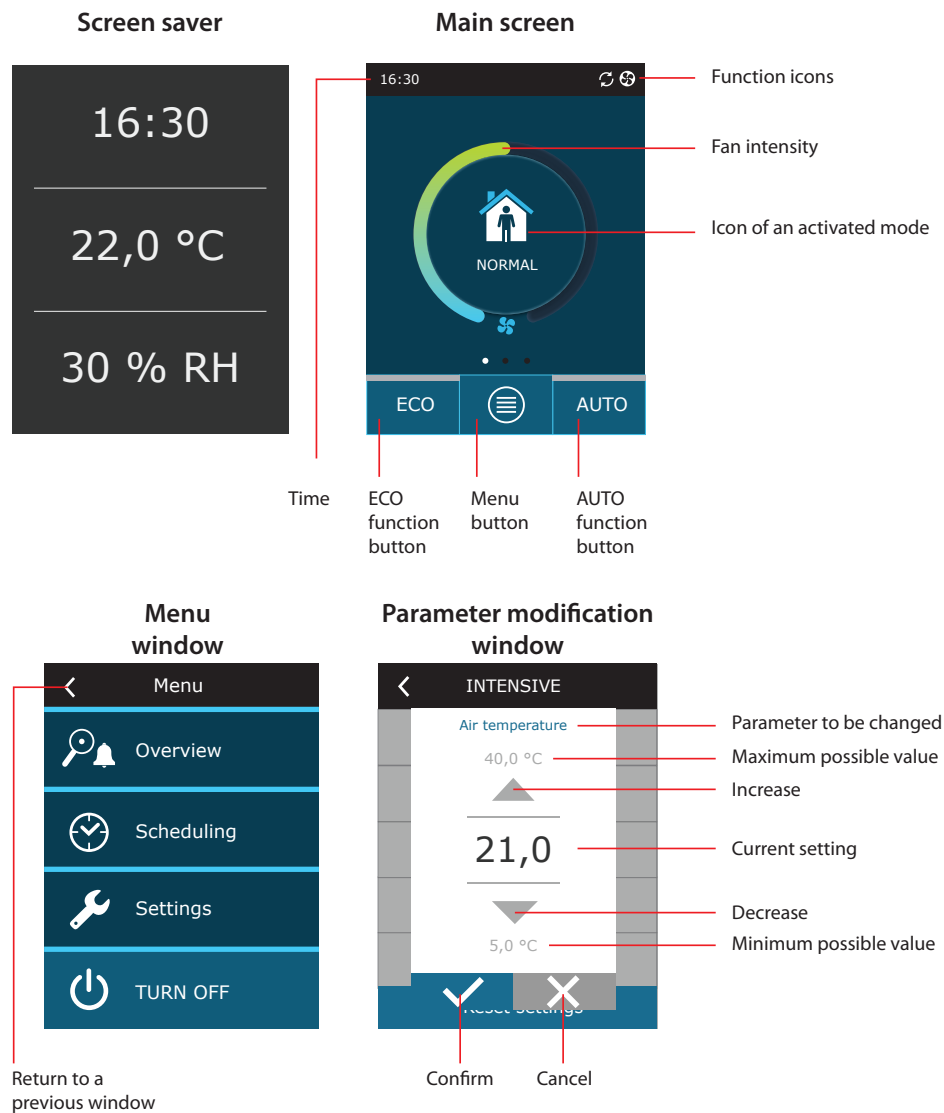 Screen saver
Main screen
16:30
22,0 °C
30 % RH
16:30
NORMAL
ECO
AUTO
Function icons
Fan intensity
Icon of an activated mode
Time
ECO
function
button
Menu
button
AUTO
function
button
Menu
window
Menu
Overview
Scheduling
Settings
TURN OFF
Return to a
previous window
Parameter modification
window
INTENSIVE
Air temperature
40,0 °C
21,0
5,0 °C
Reset settings
Parameter to be changed
Maximum possible value
Increase
Current setting
Decrease
Minimum possible value
Confirm
Cancel